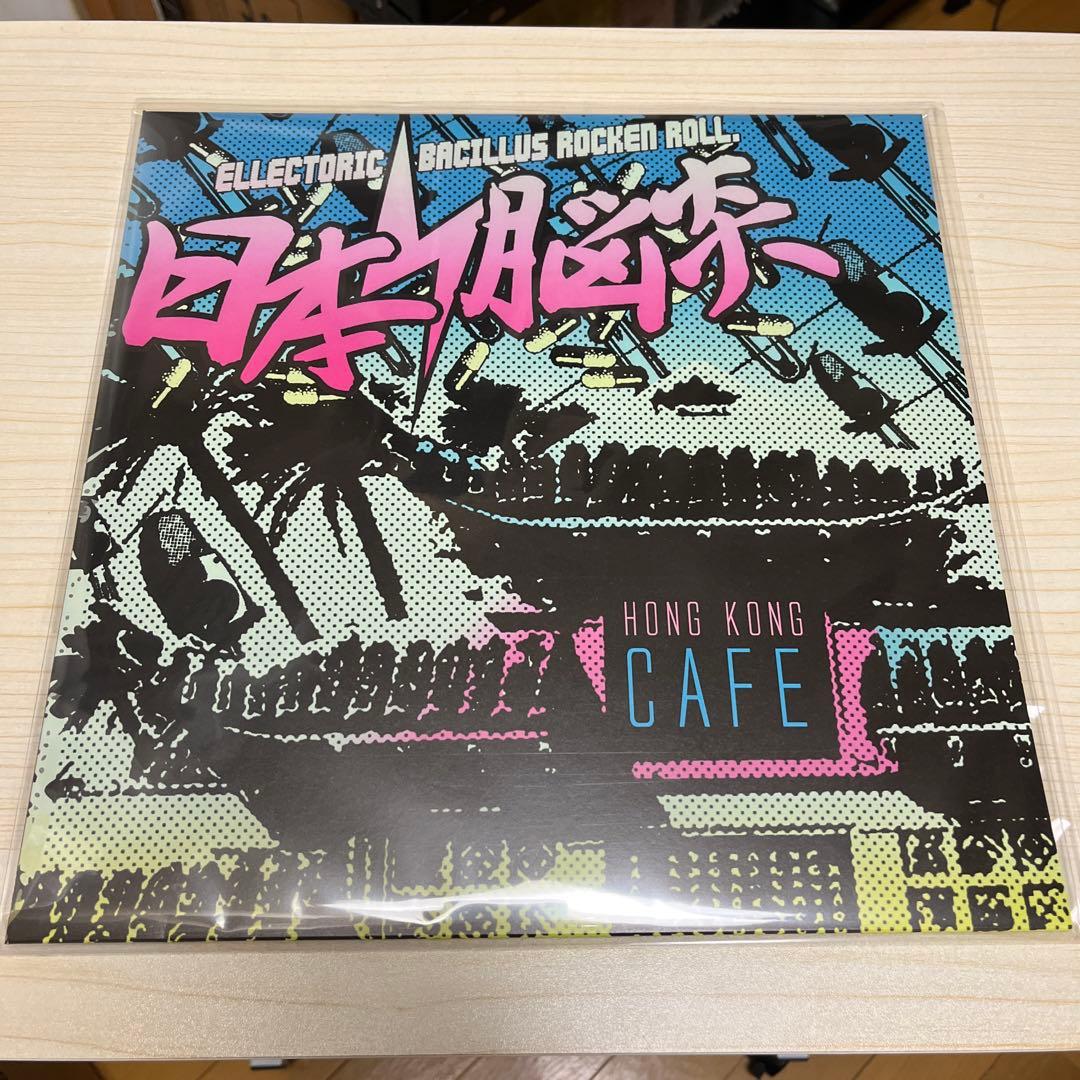 ELLECTORIC BACILLUS ROCKEN ROLL.
日本脳炎
HONG KONG
CAFE